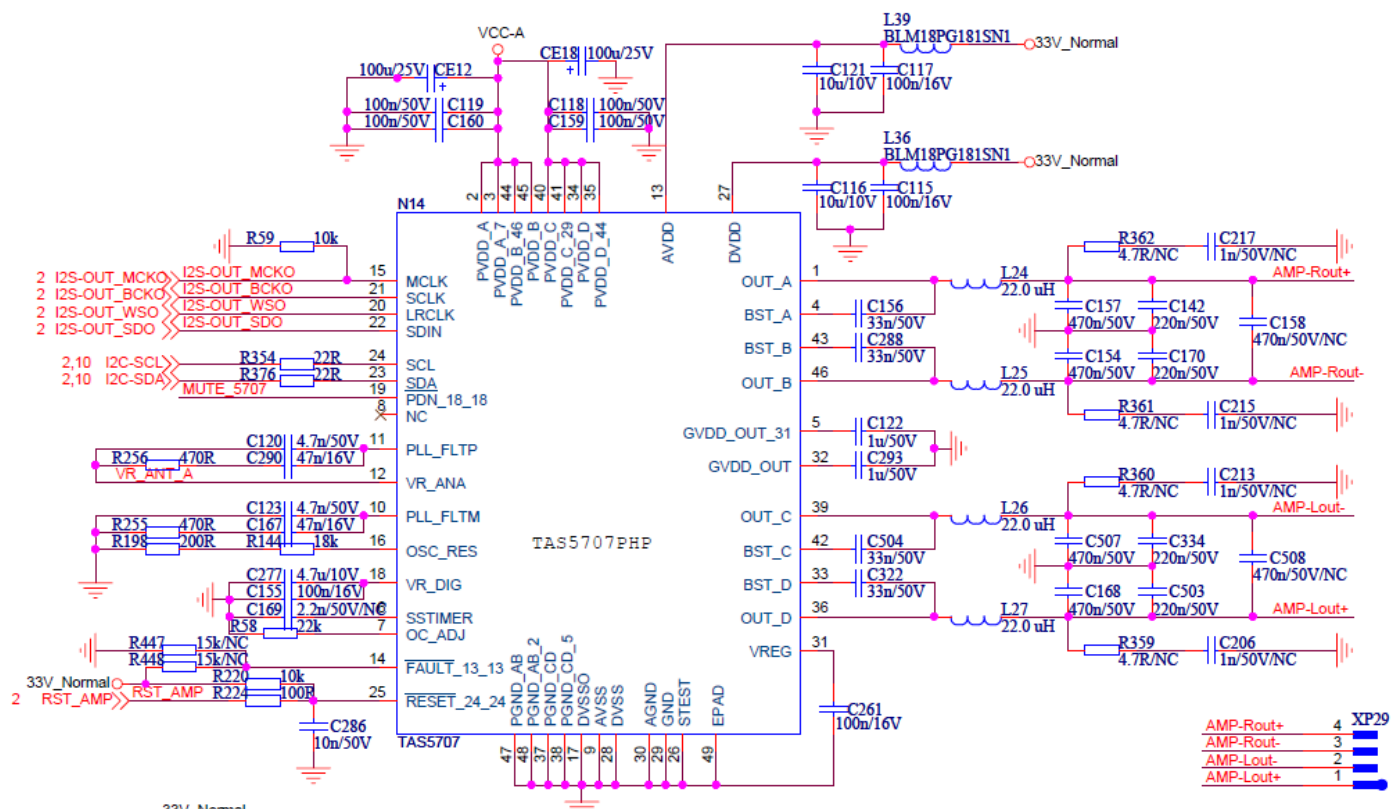 L39
BLM18PG181SN1
33V_Normal
VCC-A
CE18 100u/25V
100u/25V CE12
C121
10u/10V
C117
100n/16V
100n/50V C119
100n/50V C160
C118 100n/50V
C159 100n/50V
L36
BLM18PG181SN1
33V_Normal
C116
10u/10V
C115
100n/16V
2
3
44
45
40
41
34
35
13
27
N14
PVDD_A
PVDD_A_7
PVDD_B_46
PVDD_B
PVDD_C
PVDD_C_29
PVDD_D
PVDD_D_44
AVDD
DVDD
R59 10k
2 I2S-OUT_MCKO I2S-OUT_MCKO 15 MCLK
2 I2S-OUT_BCKO I2S-OUT_BCKO 21 SCLK
2 I2S-OUT_WSO I2S-OUT_WSO 20 LRCLK
2 I2S-OUT_SDO I2S-OUT_SDO 22 SDIN
2,10 I2C-SCL R354 22R 24 SCL
2,10 I2C-SDA R376 22R 23 SDA
MUTE_5707 19 PDN_18_18
8 NC
C120 4.7n/50V 11 PLL_FLTP
R256 470R C290 47n/16V
VR_ANT_A 12 VR_ANA
C123 4.7n/50V 10 PLL_FLTM
R255 470R C167 47n/16V
R198 200R R144 18k 16 OSC_RES
TAS5707PHP
C277 4.7u/10V 18 VR_DIG
C155 100n/16V
C169 2.2n/50V/NC 6 SSTIMER
R58 22k 7 OC_ADJ
R447 15k/NC
R448 15k/NC 14 FAULT_13_13
33V_Normal R220 10k
2 RST_AMP RST_AMP R224 100R 25 RESET_24_24
C286
10n/50V
TAS5707
PGND_AB
PGND_AB_2
PGND_CD
PGND_CD_5
DVSSO
AVSS
DVSS
AGND
GND
STEST
EPAD
47
48
37
38
17
9
28
30
29
26
49
OUT_A 1
BST_A 4
BST_B 43
OUT_B 46
GVDD_OUT_31 5
GVDD_OUT 32
OUT_C 39
BST_C 42
BST_D 33
OUT_D 36
VREG 31
C156
33n/50V
C288
33n/50V
L24
22.0 uH
L25
22.0 uH
R362
4.7R/NC
C217
1n/50V/NC
AMP-Rout+
C157
470n/50V
C142
220n/50V
C158
470n/50V/NC
C154
470n/50V
C170
220n/50V
AMP-Rout-
R361
4.7R/NC
C215
1n/50V/NC
C122
1u/50V
C293
1u/50V
R360
4.7R/NC
C213
1n/50V/NC
L26
22.0 uH
AMP-Lout-
C504
33n/50V
C322
33n/50V
C507
470n/50V
C334
220n/50V
C508
470n/50V/NC
C168
470n/50V
C503
220n/50V
AMP-Lout+
L27
22.0 uH
R359
4.7R/NC
C206
1n/50V/NC
C261
100n/16V
XP29
AMP-Rout+ 4
AMP-Rout- 3
AMP-Lout- 2
AMP-Lout+ 1
33V_Normal